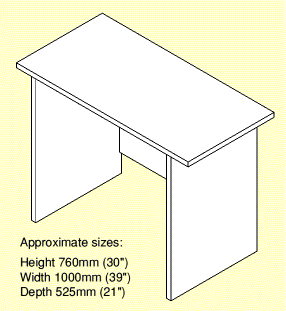 Approximate sizes:
Height 760mm (30")
Width 1000mm (39")
Depth 525mm (21")